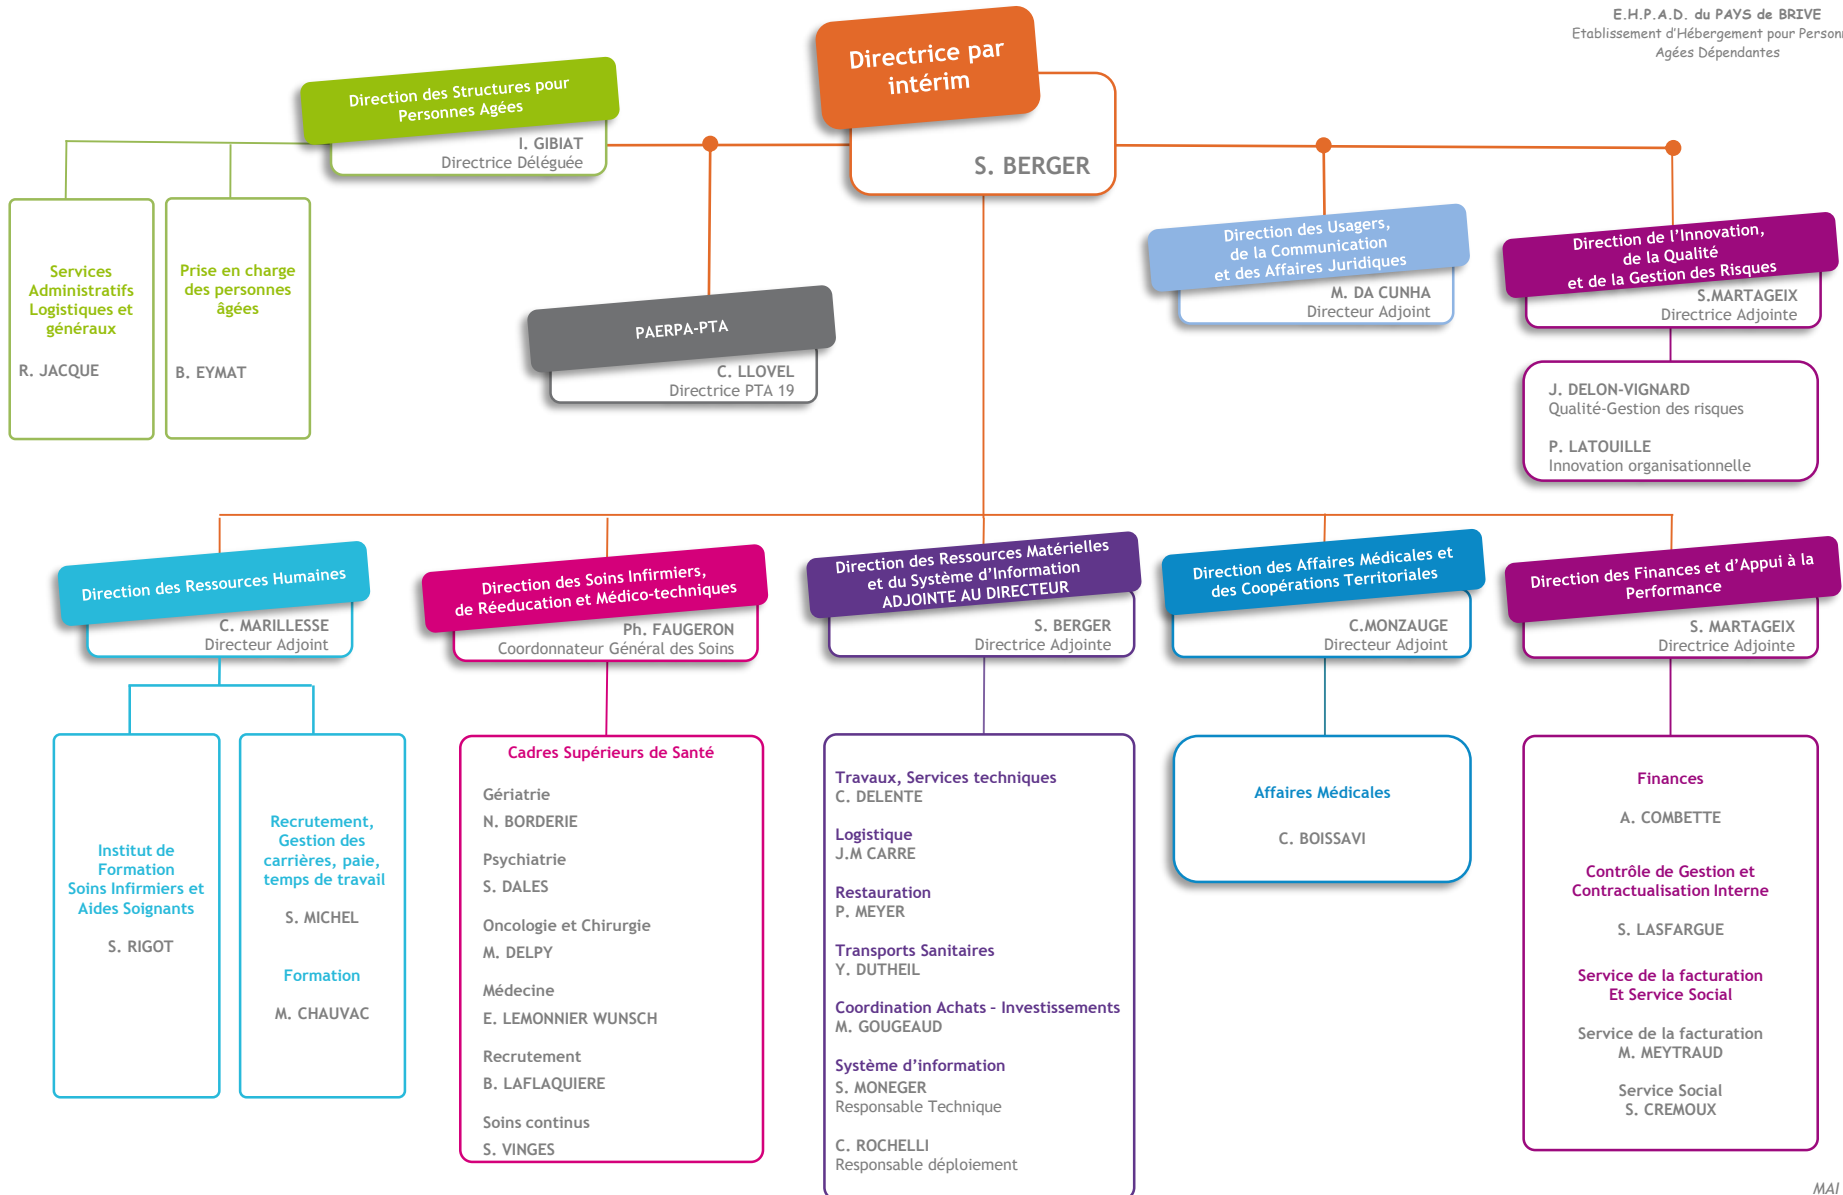 E.H.P.A.D. du PAYS de BRIVE
Etablissement d'Hébergement pour
Agées Dépendantes
Directrice par
intérim
S. BERGER
Direction des Structures pour
Personnes Agées
I. GIBIAT
Directrice Déléguée
Services
Administratifs
Logistiques et
généraux
R. JACQUE
Prise en charge
des personnes
âgées
B. EYMAT
PAERPA-PTA
C. LLOVEL
Directrice PTA 19
Direction des Usagers,
de la Communication
et des Affaires Juridiques
M. DA CUNHA
Directeur Adjoint
Direction de l'Innovation,
de la Qualité
et de la Gestion des Risques
S.MARTAGEIX
Directrice Adjointe
J. DELON-VIGNARD
Qualité-Gestion des risques
P. LATOUILLE
Innovation organisationnelle
Direction des Ressources Humaines
C. MARILLESSE
Directeur Adjoint
Institut de
Formation
Soins Infirmiers et
Aides Soignants
S. RIGOT
Recrutement,
Gestion des
carrières, paie,
temps de travail
S. MICHEL
Formation
M. CHAUVAC
Direction des Soins Infirmiers,
de Réeducation et Médico-techniques
Ph. FAUGERON
Coordonnateur Général des Soins
Cadres Supérieurs de Santé
Gériatrie
N. BORDERIE
Psychiatrie
S. DALES
Oncologie et Chirurgie
M. DELPY
Médecine
E. LEMONNIER WUNSCH
Recrutement
B. LAFLAQUIERE
Soins continus
S. VINGES
Direction des Ressources Matérielles
et du Système d'Information
ADJOINTE AU DIRECTEUR
S. BERGER
Directrice Adjointe
Travaux, Services techniques
C. DELENTE
Logistique
J.M CARRE
Restauration
P. MEYER
Transports Sanitaires
Y. DUTHEIL
Coordination Achats – Investissements
M. GOUGEAUD
Système d'information
S. MONEGER
Responsable Technique
C. ROCHELLI
Responsable déploiement
Direction des Affaires Médicales et
des Coopérations Territoriales
C.MONZAUGE
Directeur Adjoint
Affaires Médicales
C. BOISSAVI
Direction des Finances et d'Appui à la
Performance
S. MARTAGEIX
Directrice Adjointe
Finances
A. COMBETTE
Contrôle de Gestion et
Contractualisation Interne
S. LASFARGUE
Service de la facturation
Et Service Social
Service de la facturation
M. MEYTRAUD
Service Social
S. CREMOUX
MAI